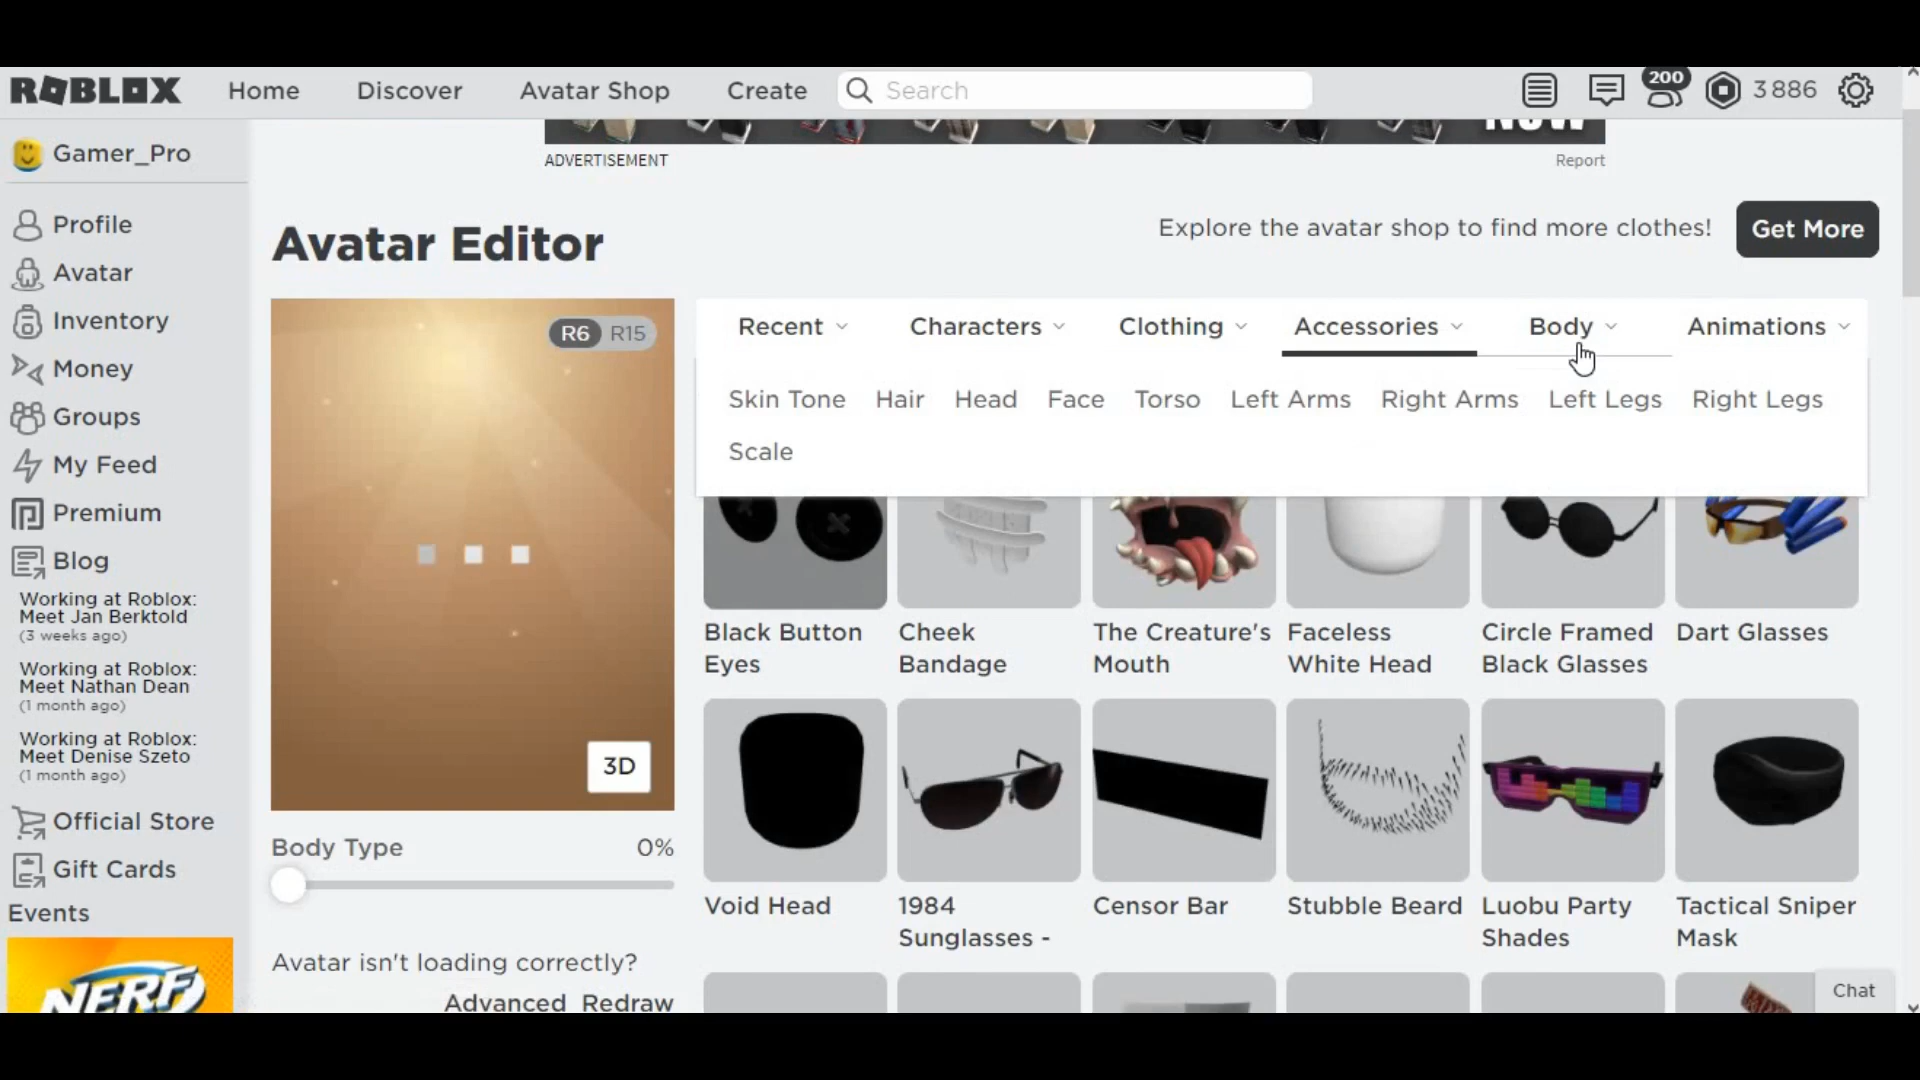 ROBLOX Home Discover Avatar Shop Create Search 200 3 886
NOW
ADVERTISEMENT Report
Gamer_Pro
Profile
Avatar
Inventory
Money
Groups
My Feed
Premium
Blog
Working at Roblox:
Meet Jan Berktold
(3 weeks ago)
Working at Roblox:
Meet Nathan Dean
(1 month ago)
Working at Roblox:
Meet Denise Szeto
(1 month ago)
Official Store
Gift Cards
Events
NERF
Avatar Editor
Explore the avatar shop to find more clothes! Get More
R6 R15
3D
Body Type 0%
Avatar isn't loading correctly?
Advanced Redraw
Recent Characters Clothing Accessories Body Animations
Skin Tone Hair Head Face Torso Left Arms Right Arms Left Legs Right Legs
Scale
Black Button
Eyes
Cheek
Bandage
The Creature's
Mouth
Faceless
White Head
Circle Framed
Black Glasses
Dart Glasses
Void Head
1984
Sunglasses -
Censor Bar
Stubble Beard
Luobu Party
Shades
Tactical Sniper
Mask
Chat